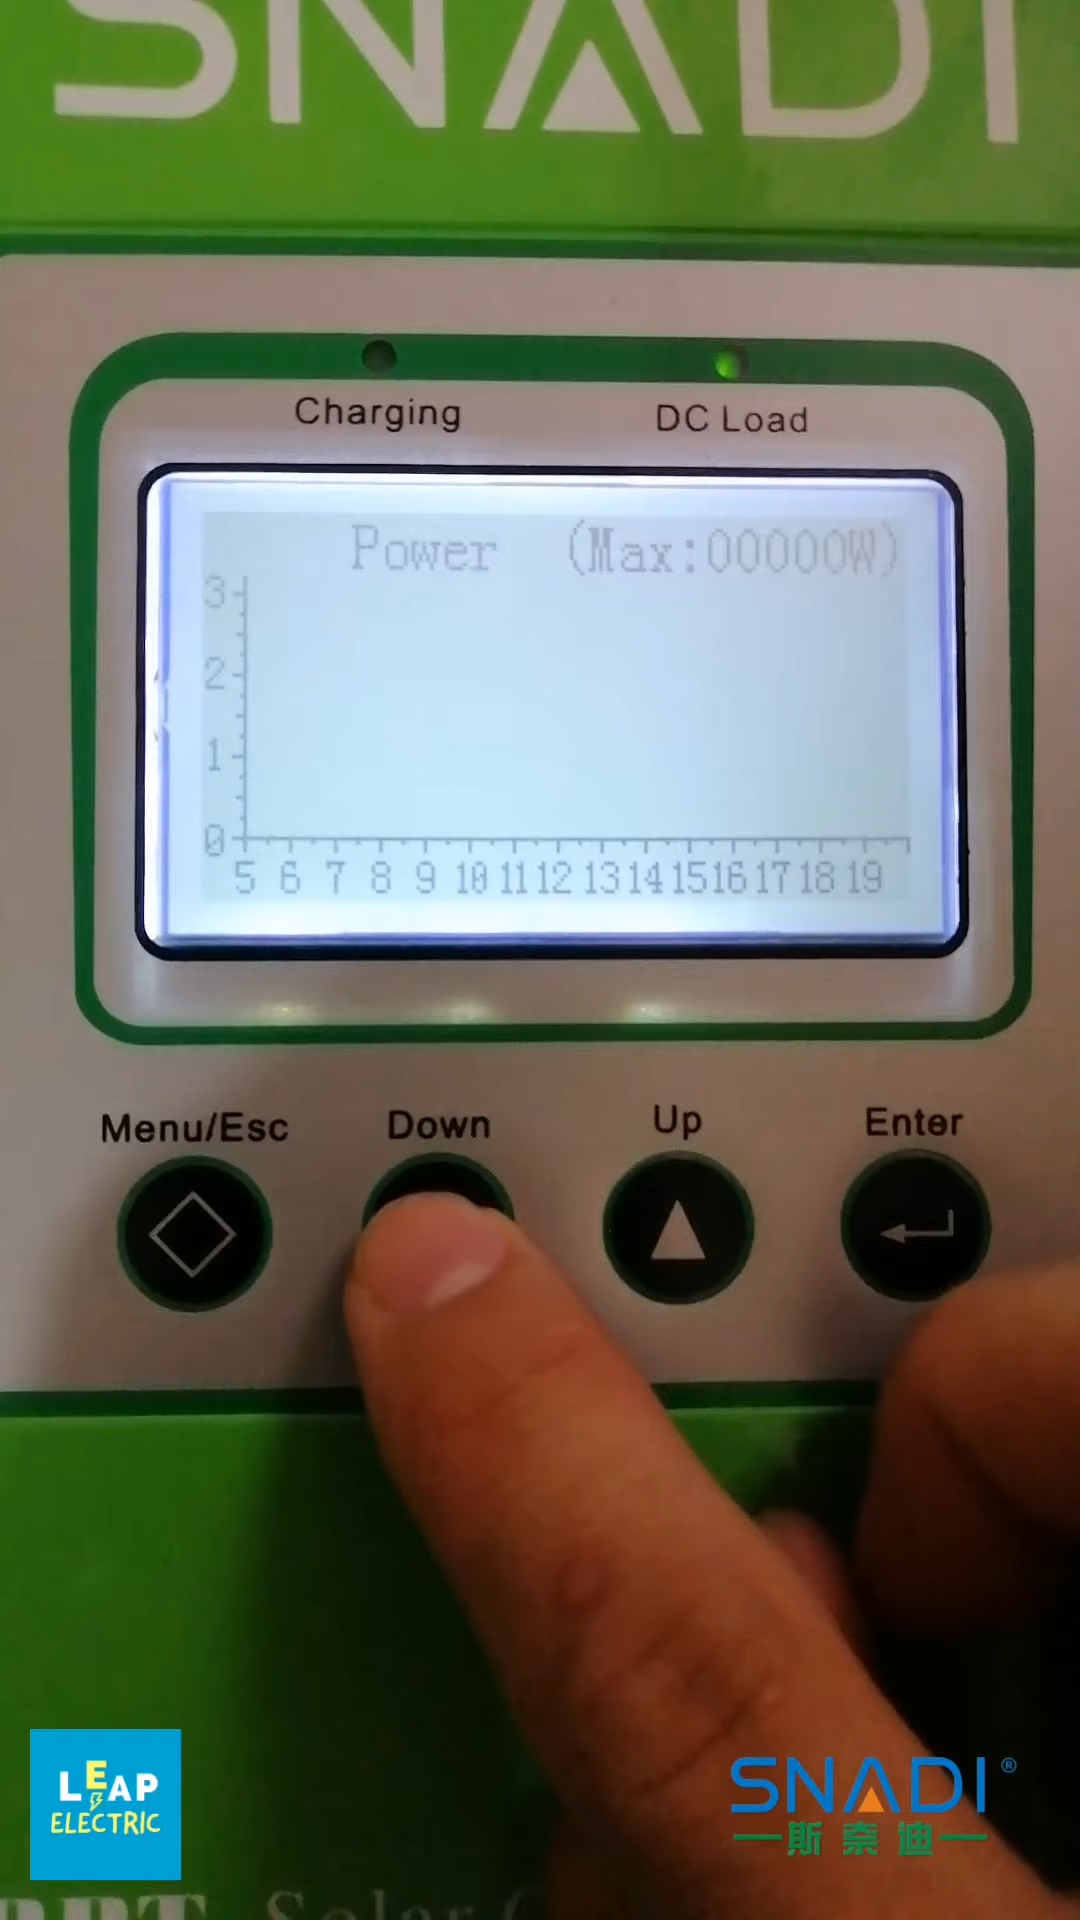 SNADI
Charging
DC Load
Power (Max:00000W)
3
2
1
0
5 6 7 8 9 10 11 12 13 14 15 16 17 18 19
Menu/Esc
Down
Up
Enter
LEAP
ELECTRIC
SNADI®
斯奈迪
Solar